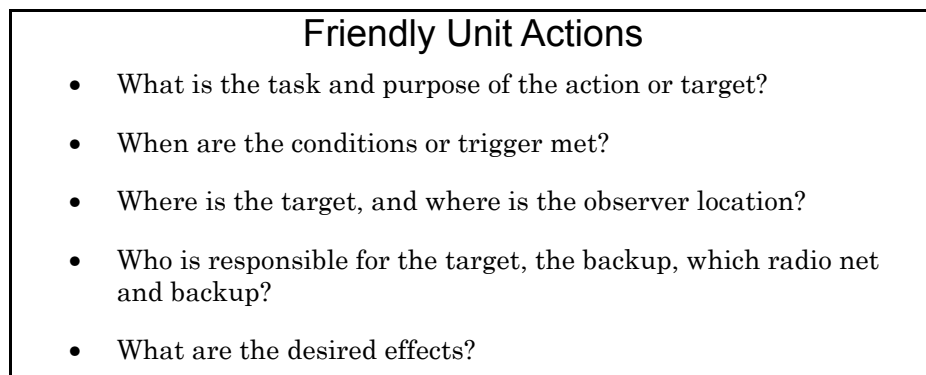 Friendly Unit Actions
• What is the task and purpose of the action or target?
• When are the conditions or trigger met?
• Where is the target, and where is the observer location?
• Who is responsible for the target, the backup, which radio net
and backup?
• What are the desired effects?